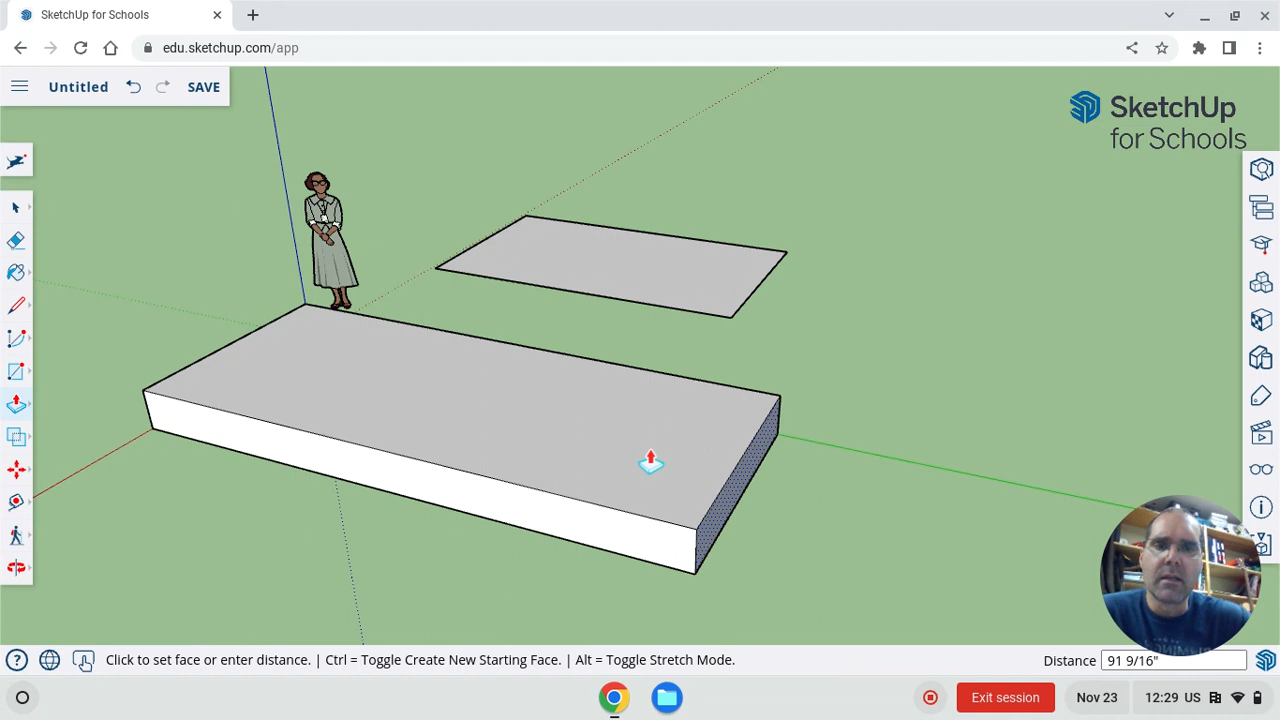 SketchUp for Schools
edu.sketchup.com/app
Untitled
SAVE
SketchUp
for Schools
Click to set face or enter distance. | Ctrl = Toggle Create New Starting Face. | Alt = Toggle Stretch Mode.
Distance
91 9/16"
Exit session
Nov 23
12:29 US